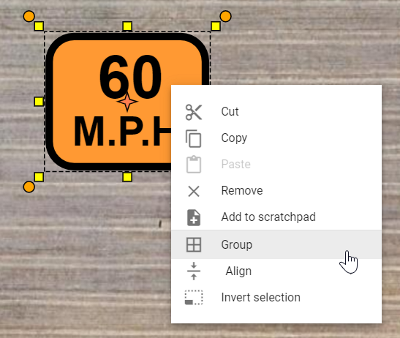 60
M.P.H
Cut
Copy
Paste
Remove
Add to scratchpad
Group
Align
Invert selection